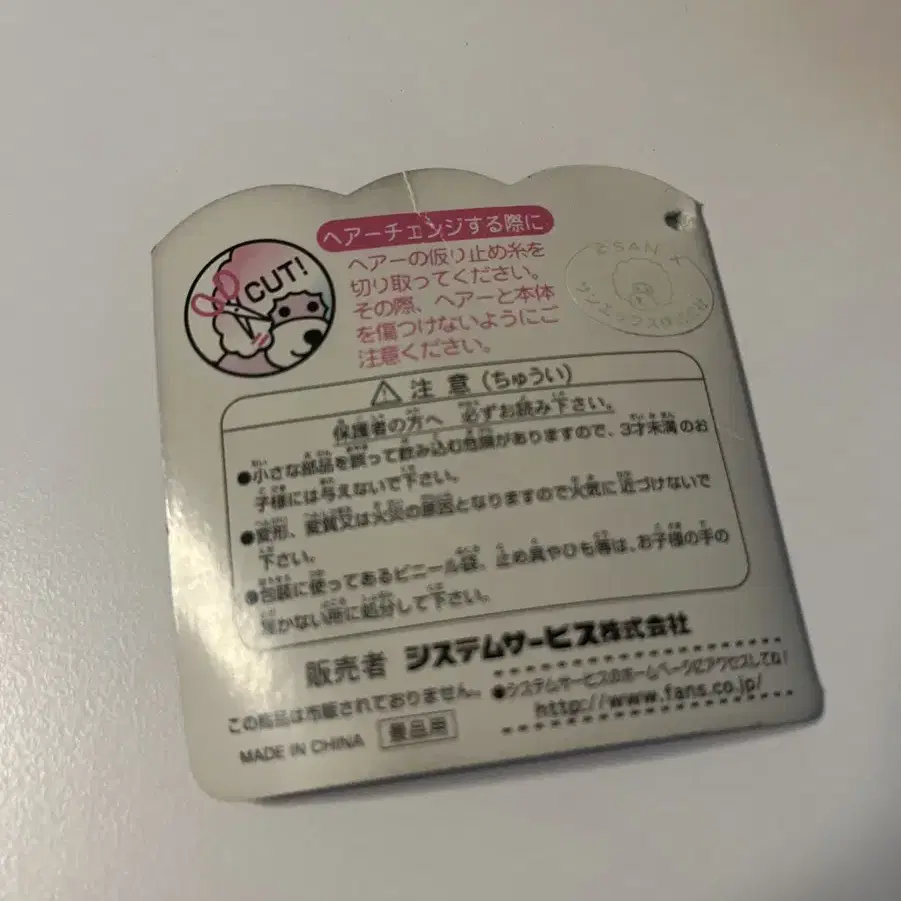 ヘアーチェンジする際に
CUT!
ヘアーの仮り止め糸を
切り取ってください。
その際、ヘアーと本体
を傷つけないようにご
注意ください。
サンエックス株式会社
注意(ちゅうい)
保護者の方へ 必ずお読み下さい。
●小さな部品を誤って飲み込む危険がありますので、3才未満のお
子様には与えないで下さい。
●変形、変質又は火災の原因となりますので火気に近づけないで
下さい。
●包装に使ってあるビニール袋、止め具やひも等は、お子様の手の
届かない所に処分して下さい。
販売者 システムサービス株式会社
この商品は市販されておりません。
●システムサービスのホームページにアクセスしてね!
http://www.fans.co.jp/
MADE IN CHINA 景品用